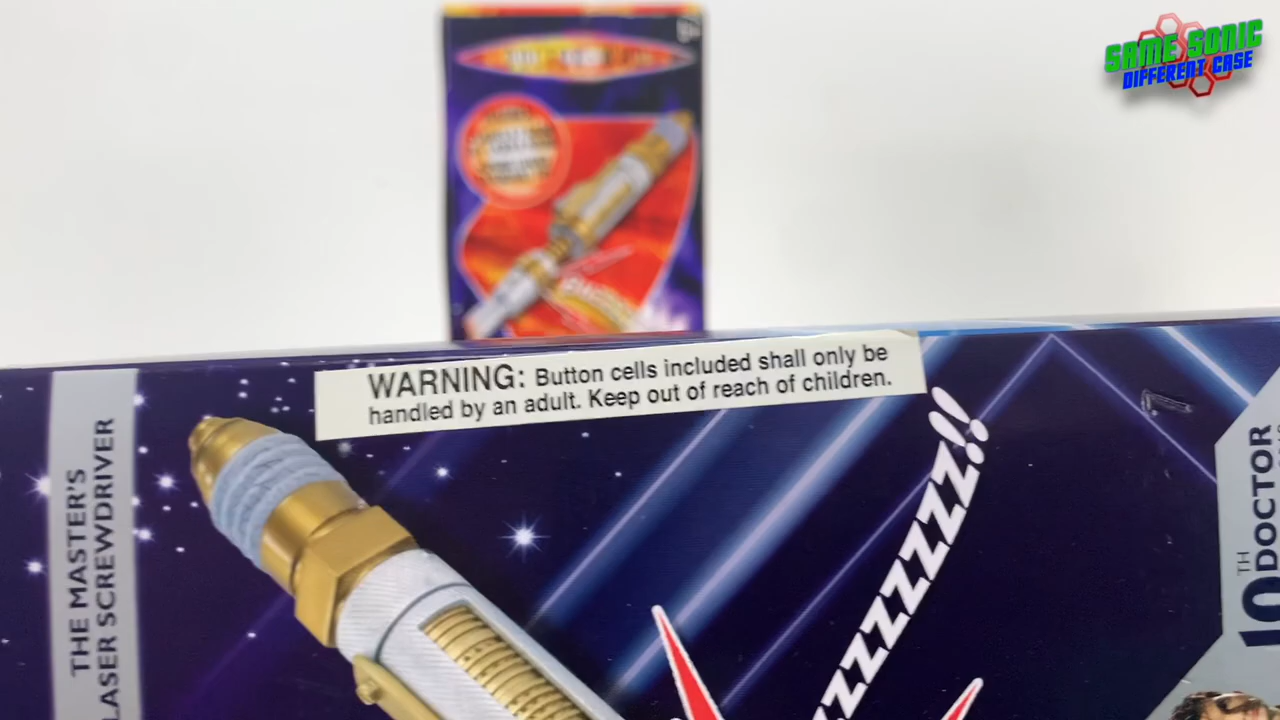 SAME SONIC
DIFFERENT CASE
WARNING: Button cells included shall only be
handled by an adult. Keep out of reach of children.
THE MASTER'S
LASER SCREWDRIVER
ZZZZZZZ!!
10TH DOCTOR